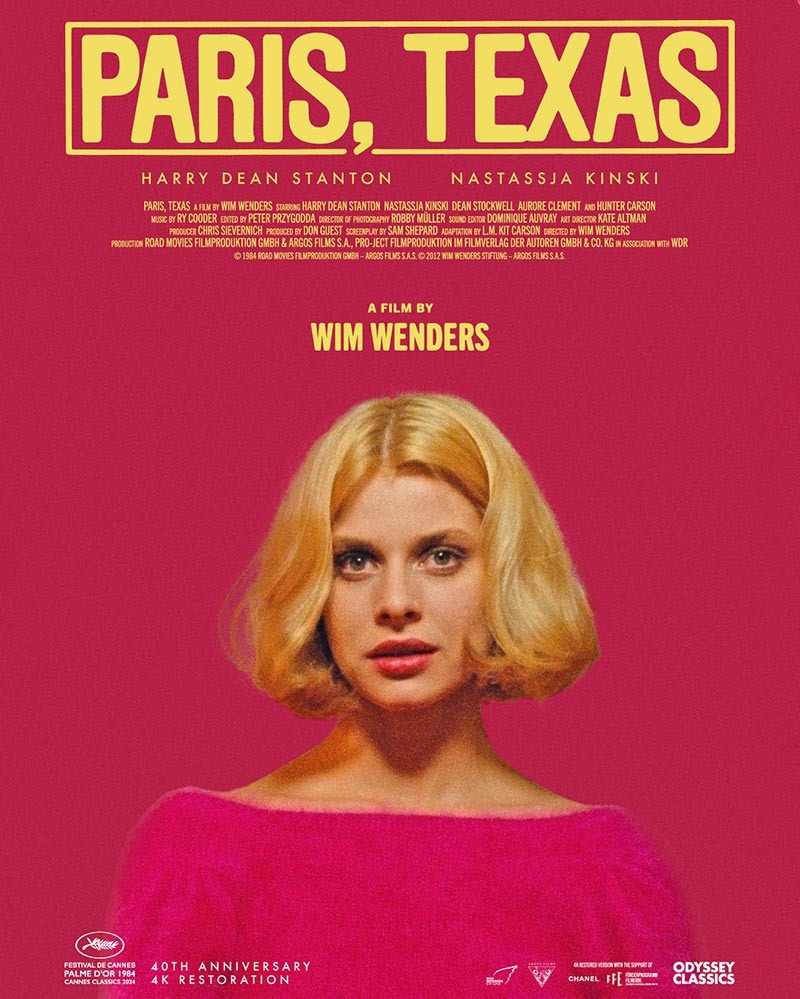 PARIS, TEXAS
HARRY DEAN STANTON NASTASSJA KINSKI
PARIS, TEXAS A FILM BY WIM WENDERS STARRING HARRY DEAN STANTON NASTASSJA KINSKI DEAN STOCKWELL AURORE CLEMENT AND HUNTER CARSON
MUSIC BY RY COODER EDITED BY PETER PRZYGODDA DIRECTOR OF PHOTOGRAPHY ROBBY MÜLLER SOUND EDITOR DOMINIQUE AUVRAY ART DIRECTOR KATE ALTMAN
PRODUCER CHRIS SIEVERNICH PRODUCED BY DON GUEST SCREENPLAY BY SAM SHEPARD ADAPTATION BY L.M. KIT CARSON DIRECTED BY WIM WENDERS
PRODUCTION ROAD MOVIES FILMPRODUKTION GMBH & ARGOS FILMS S.A., PRO-JECT FILMPRODUKTION IM FILMVERLAG DER AUTOREN GMBH & CO. KG IN ASSOCIATION WITH WDR
© 1984 ROAD MOVIES FILMPRODUKTION GMBH – ARGOS FILMS S.A.S. © 2012 WIM WENDERS STIFTUNG – ARGOS FILMS S.A.S.
A FILM BY
WIM WENDERS
FESTIVAL DE CANNES
PALME D'OR 1984
CANNES CLASSICS 2024
40TH ANNIVERSARY
4K RESTORATION
4K RESTORED VERSION WITH THE SUPPORT OF
CHANEL
FFE
FÖRDERPROGRAMM
FILMERBE
ODYSSEY
CLASSICS